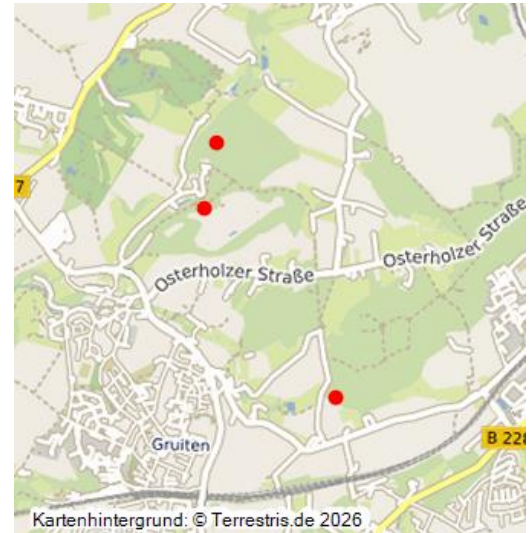 7
Osterholzer Straße
Osterholzer Straße
Gruiten
B 228
Kartenhintergrund: © Terrestris.de 2026